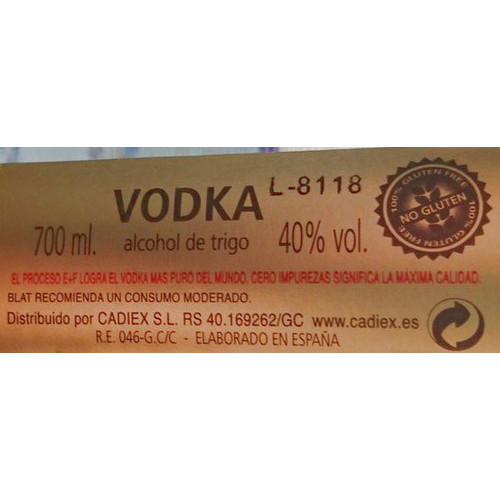 VODKA L-8118
700 ml. alcohol de trigo 40% vol.
100% GLUTEN FREE
NO GLUTEN
100% GLUTEN FREE
EL PROCESO E+F LOGRA EL VODKA MAS PURO DEL MUNDO. CERO IMPUREZAS SIGNIFICA LA MÁXIMA CALIDAD.
BLAT RECOMIENDA UN CONSUMO MODERADO.
Distribuido por CADIEX S.L. RS 40.169262/GC www.cadiex.es
R.E. 046-G.C/C - ELABORADO EN ESPAÑA